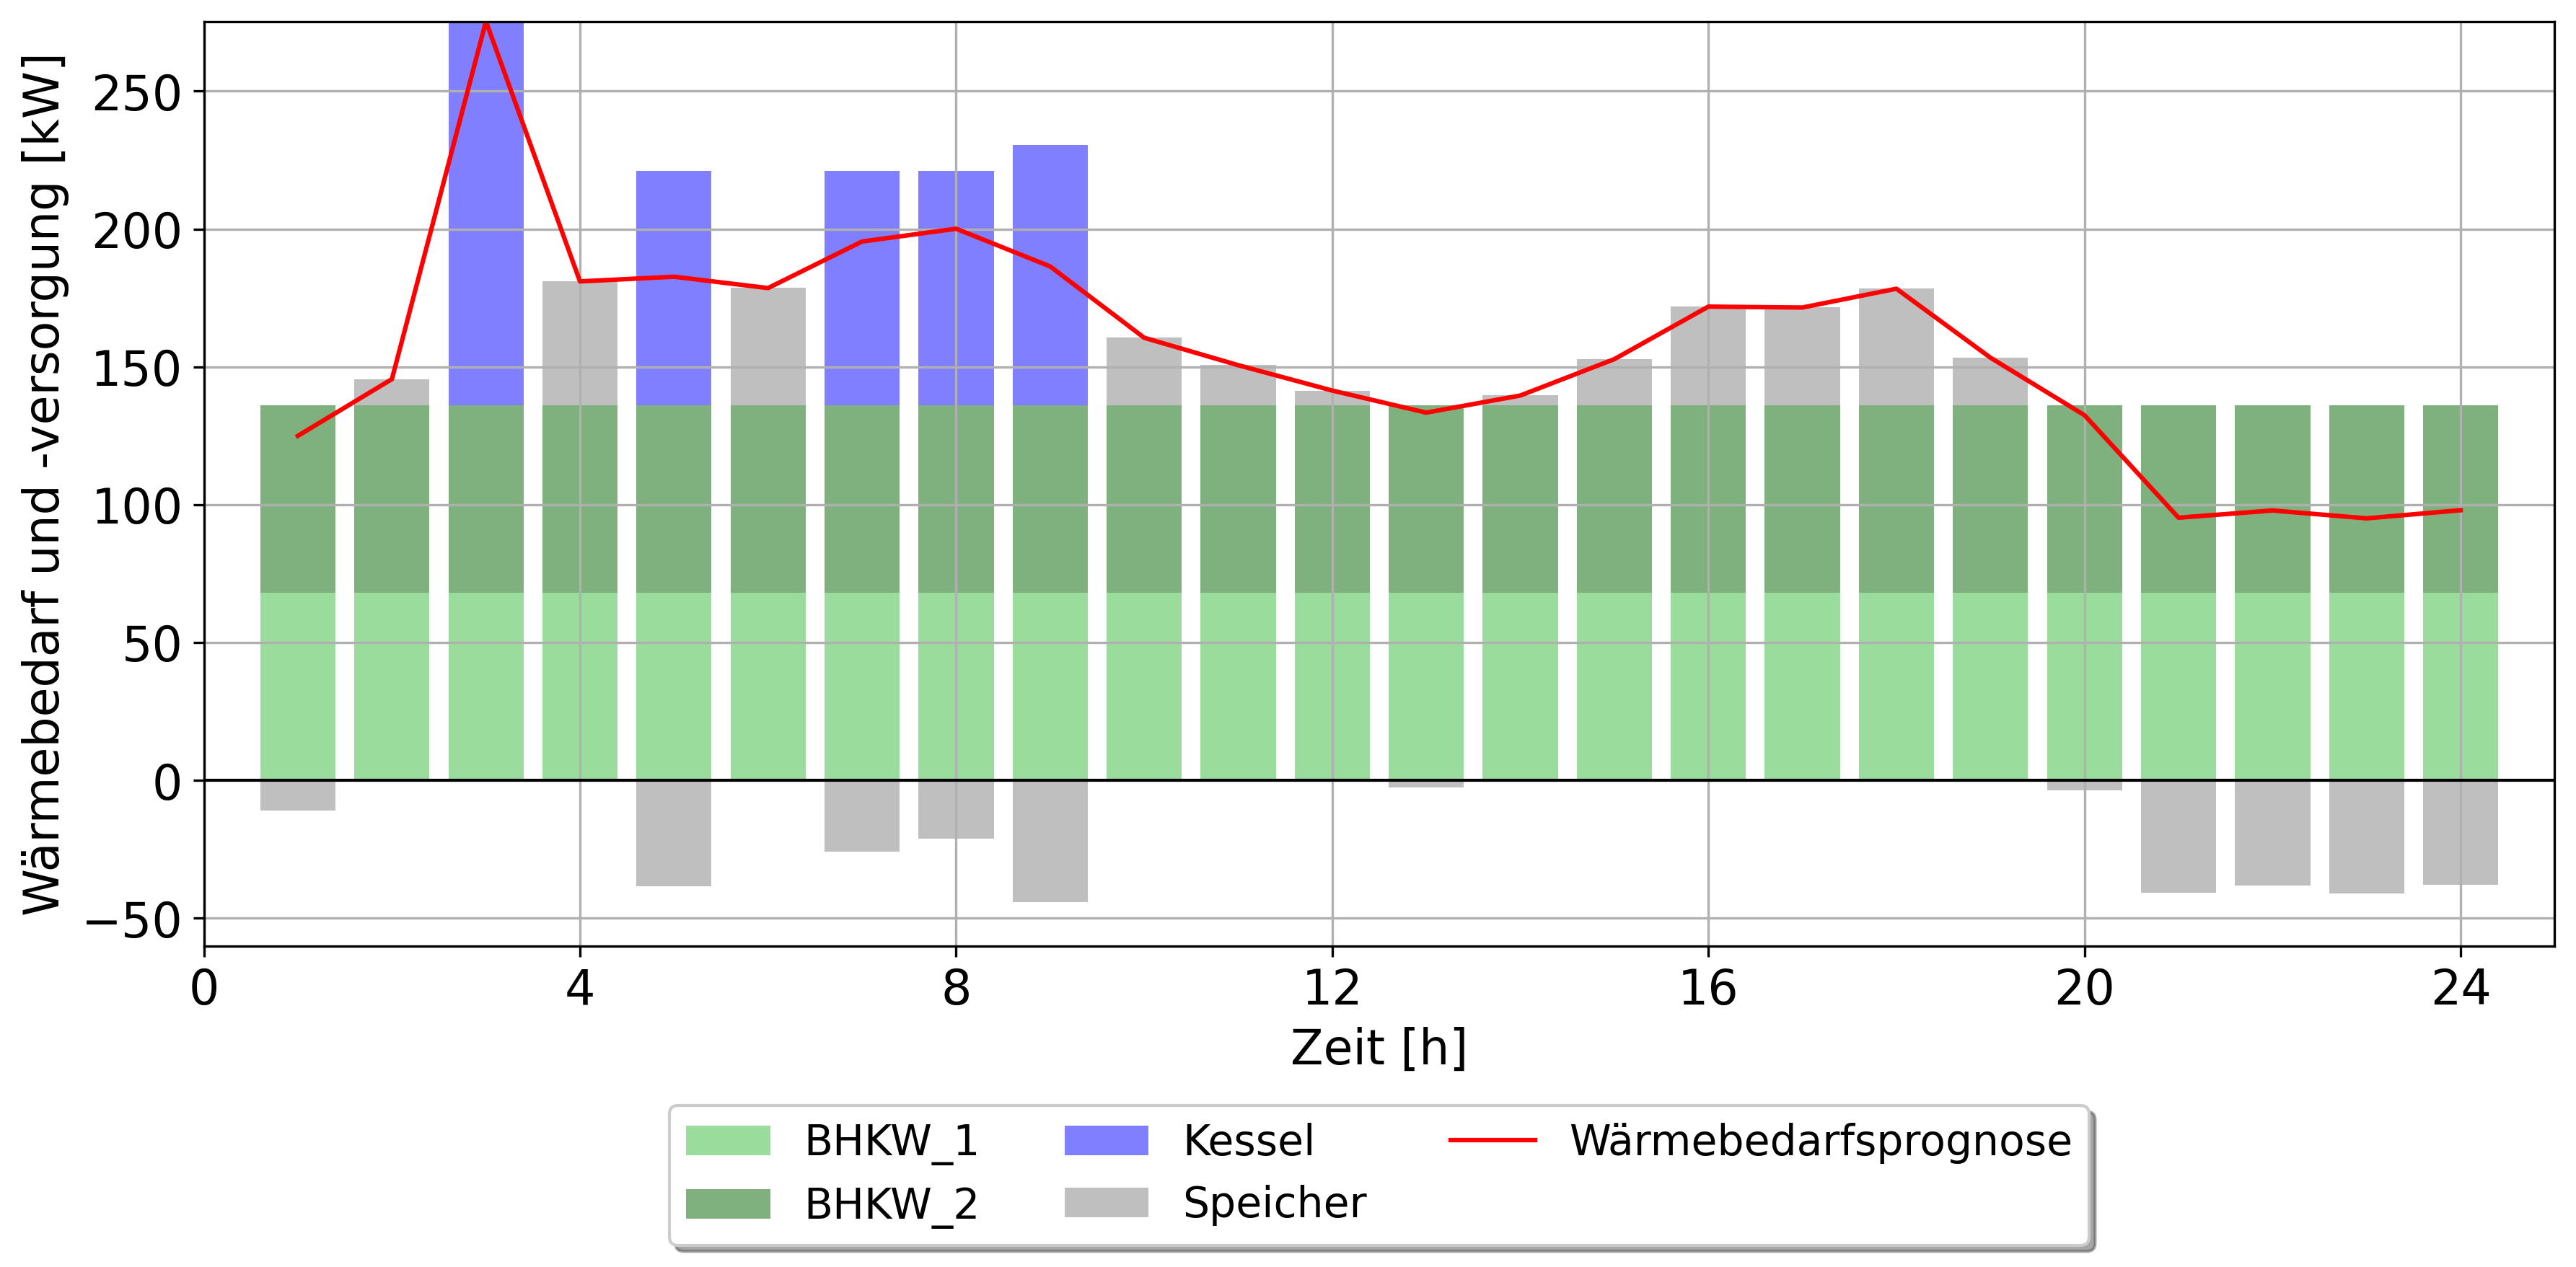 Wärmebedarf und -versorgung [kW]
250
200
150
100
50
0
−50
0 4 8 12 16 20 24
Zeit [h]
BHKW_1 Kessel Wärmebedarfsprognose
BHKW_2 Speicher